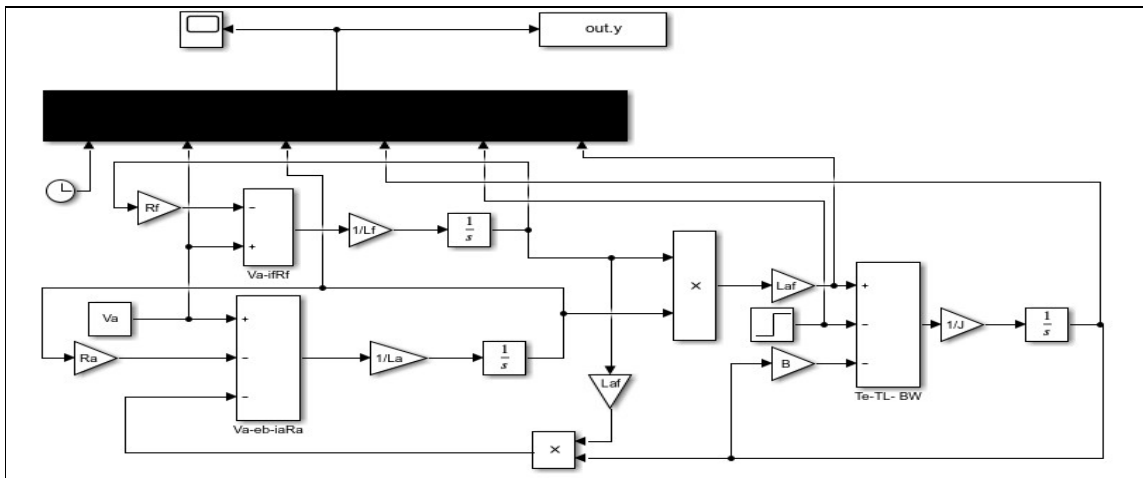 out.y
Rf
−
+
1/Lf
1
s
Va-ifRf
Va
Ra
+
−
−
1/La
1
s
Va-eb-iaRa
×
Laf
×
Laf
B
+
−
−
1/J
1
s
Te-TL- BW